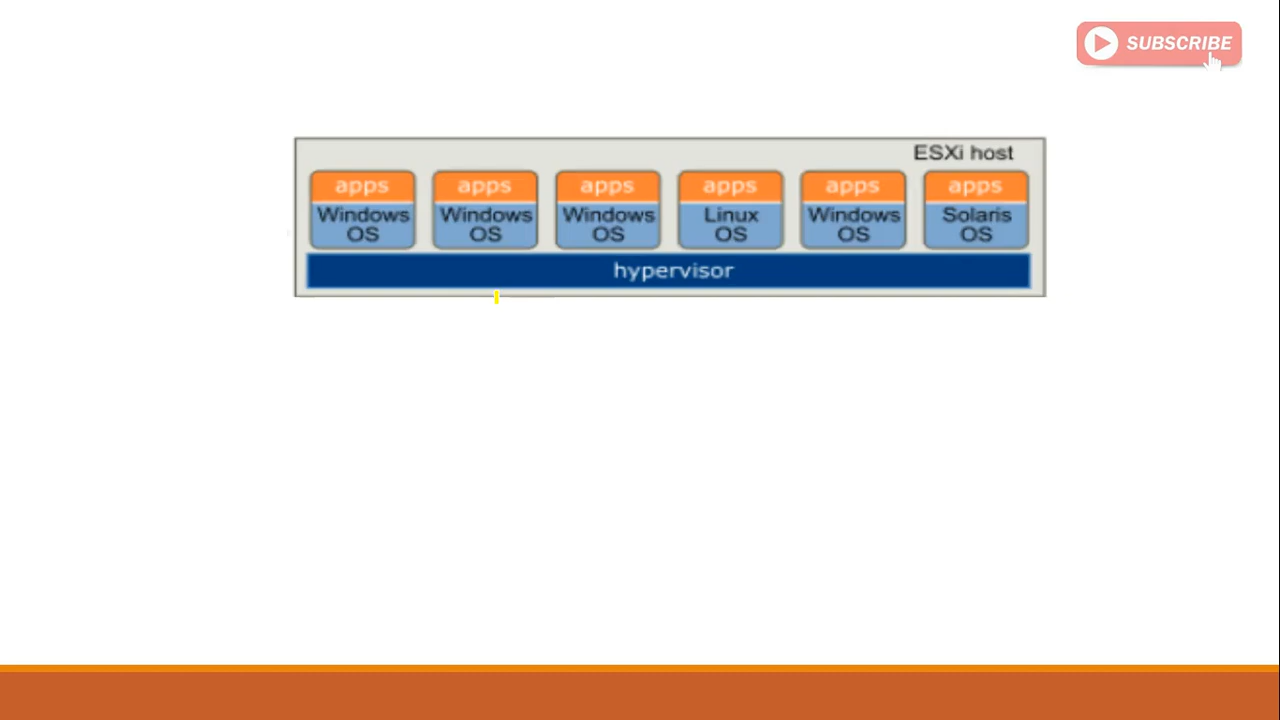 SUBSCRIBE
ESXi host
apps apps apps apps apps apps
Windows Windows Windows Linux Windows Solaris
OS OS OS OS OS OS
hypervisor